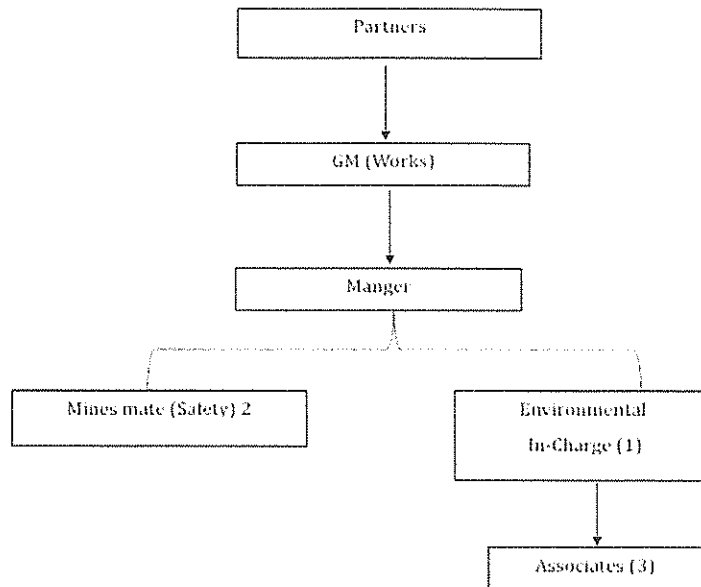 Partners
GM (Works)
Manger
Mines mate (Safety) 2
Environmental
In-Charge (1)
Associates (3)